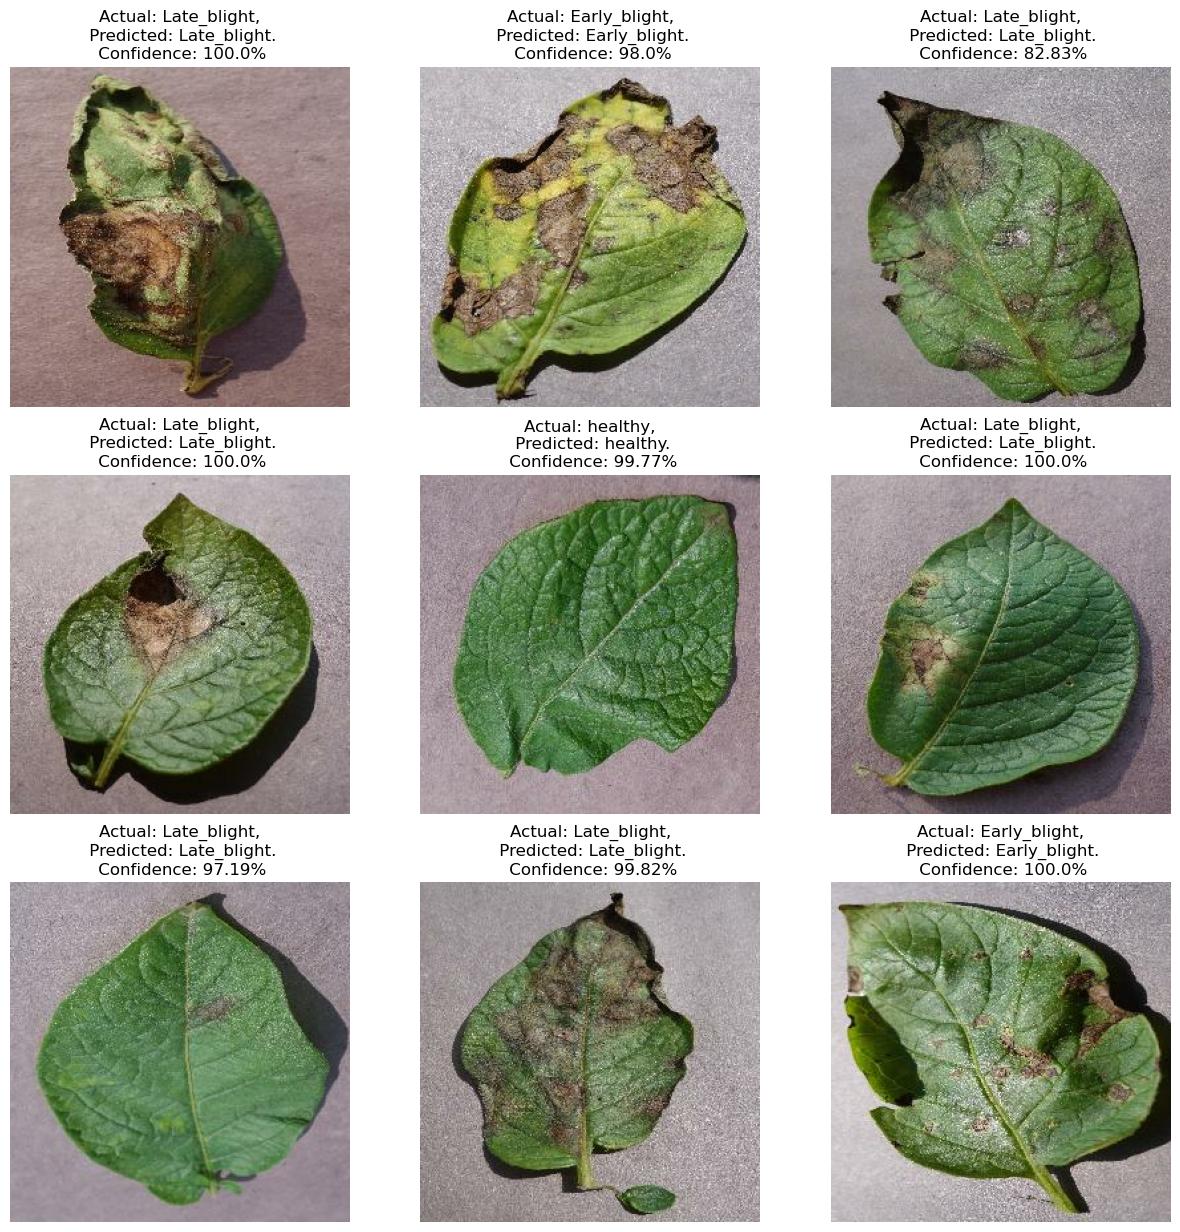 Actual: Late_blight,
Predicted: Late_blight.
Confidence: 100.0%
Actual: Early_blight,
Predicted: Early_blight.
Confidence: 98.0%
Actual: Late_blight,
Predicted: Late_blight.
Confidence: 82.83%
Actual: Late_blight,
Predicted: Late_blight.
Confidence: 100.0%
Actual: healthy,
Predicted: healthy.
Confidence: 99.77%
Actual: Late_blight,
Predicted: Late_blight.
Confidence: 100.0%
Actual: Late_blight,
Predicted: Late_blight.
Confidence: 97.19%
Actual: Late_blight,
Predicted: Late_blight.
Confidence: 99.82%
Actual: Early_blight,
Predicted: Early_blight.
Confidence: 100.0%